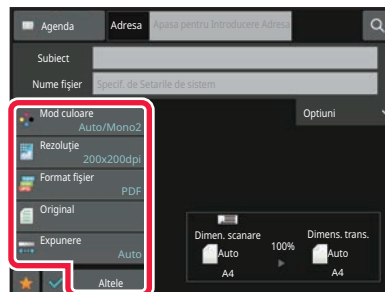 Agenda
Adresa
Apasa pentru Introducere Adresa
Subiect
Nume fișier
Specif. de Setarile de sistem
Mod culoare
Auto/Mono2
Optiuni
Rezoluție
200x200dpi
Format fișier
PDF
Original
Expunere
Auto
Altele
Dimen. scanare
100%
Dimens. trans.
Auto
Auto
A4
A4